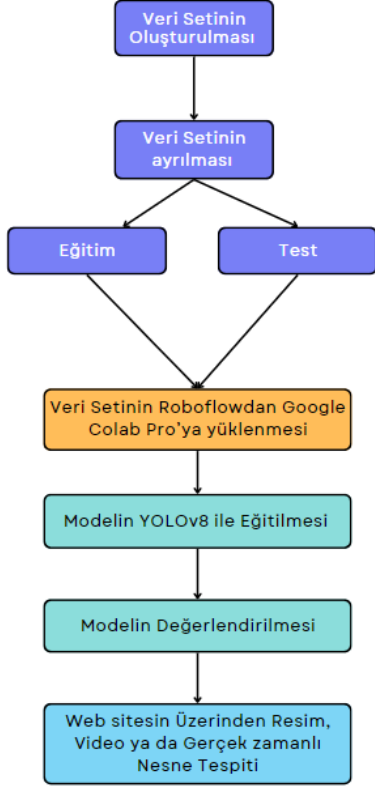 Veri Setinin
Oluşturulması
Veri Setinin
ayrılması
Eğitim
Test
Veri Setinin Roboflowdan Google
Colab Pro'ya yüklenmesi
Modelin YOLOv8 ile Eğitilmesi
Modelin Değerlendirilmesi
Web sitesin Üzerinden Resim,
Video ya da Gerçek zamanlı
Nesne Tespiti